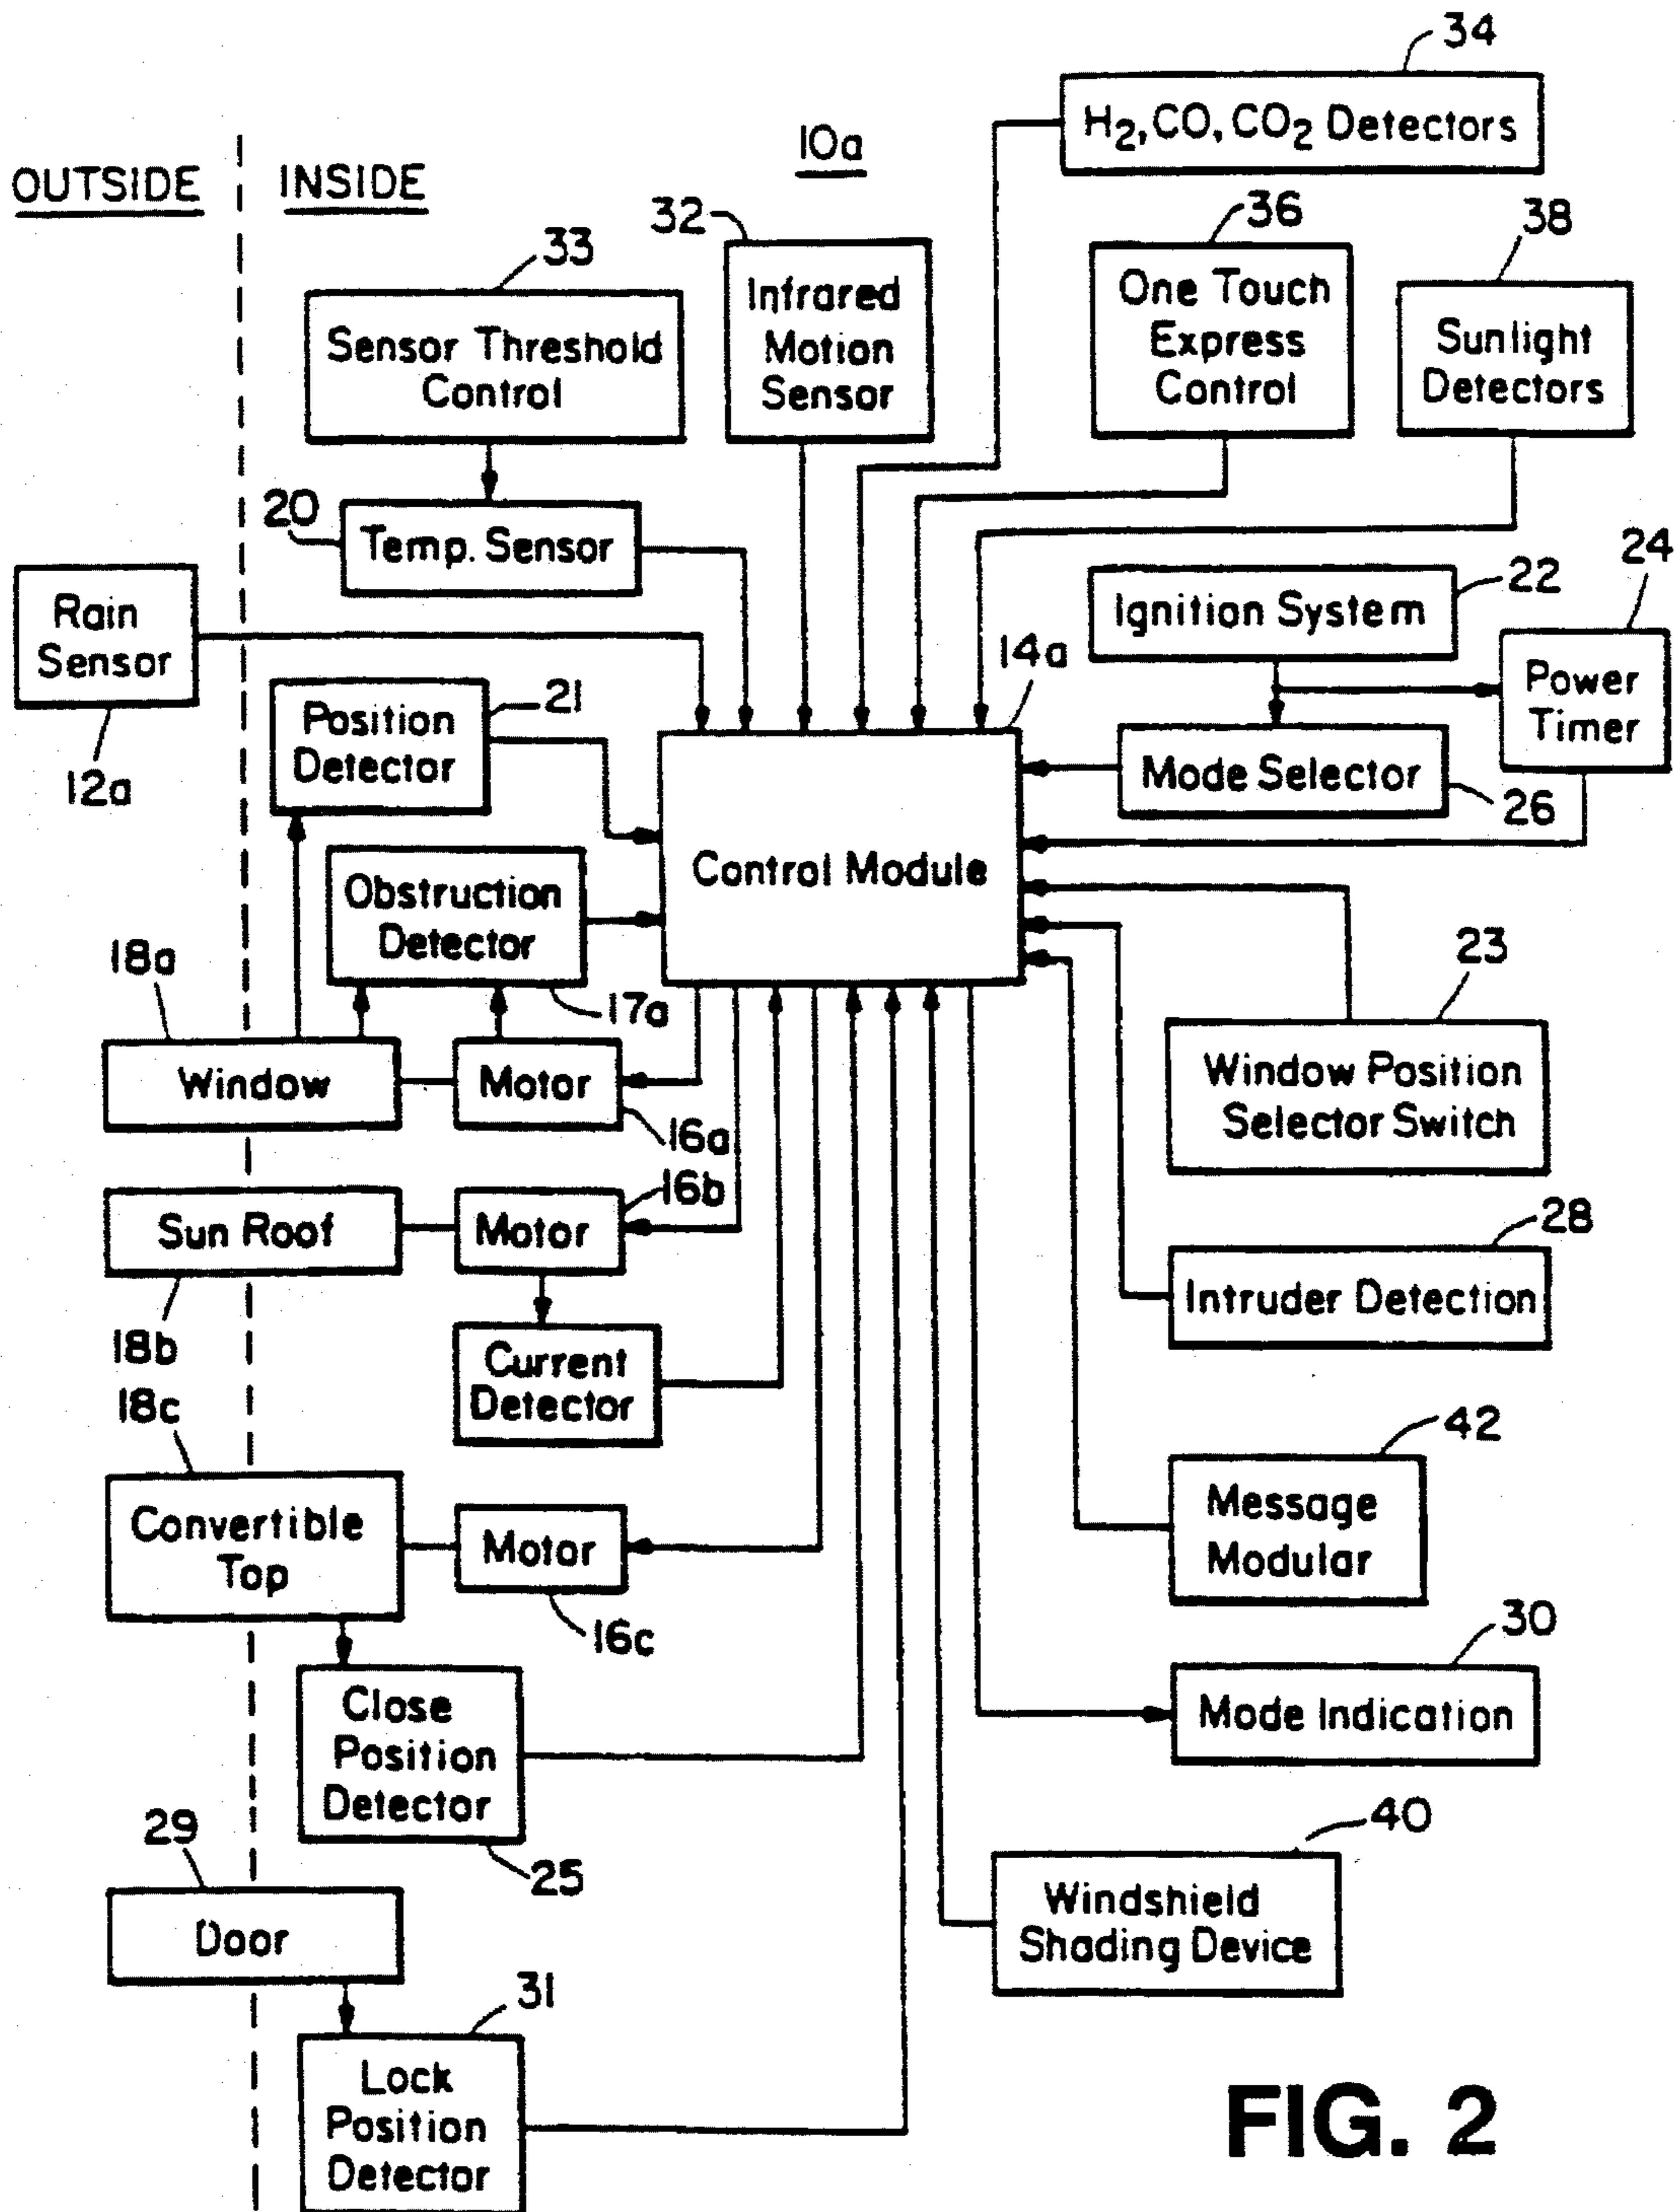 34
H₂, CO, CO₂ Detectors
10a
OUTSIDE
INSIDE
33
Sensor Threshold
Control
32
Infrared
Motion
Sensor
36
One Touch
Express
Control
38
Sunlight
Detectors
20
Temp. Sensor
Rain
Sensor
12a
21
Position
Detector
14a
Ignition System
22
24
Power
Timer
Mode Selector
26
Control Module
Obstruction
Detector
17a
18a
Window
Motor
16a
23
Window Position
Selector Switch
Sun Roof
18b
Motor
16b
28
Intruder Detection
Current
Detector
18c
Convertible
Top
Motor
16c
42
Message
Modular
30
Mode Indication
Close
Position
Detector
25
40
Windshield
Shading Device
29
Door
31
Lock
Position
Detector
FIG. 2